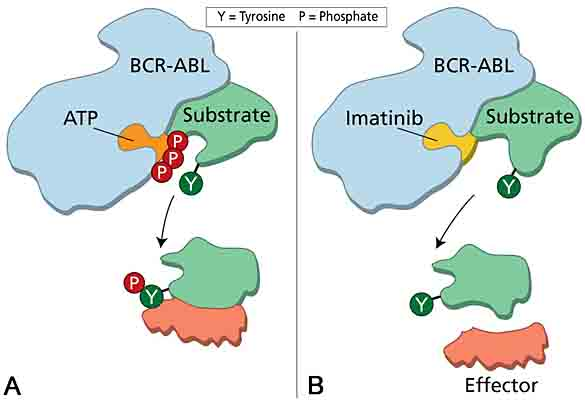 Y = Tyrosine P = Phosphate
BCR-ABL
Substrate
ATP
P
P
P
Y
P
Y
A
BCR-ABL
Substrate
Imatinib
Y
Y
Effector
B